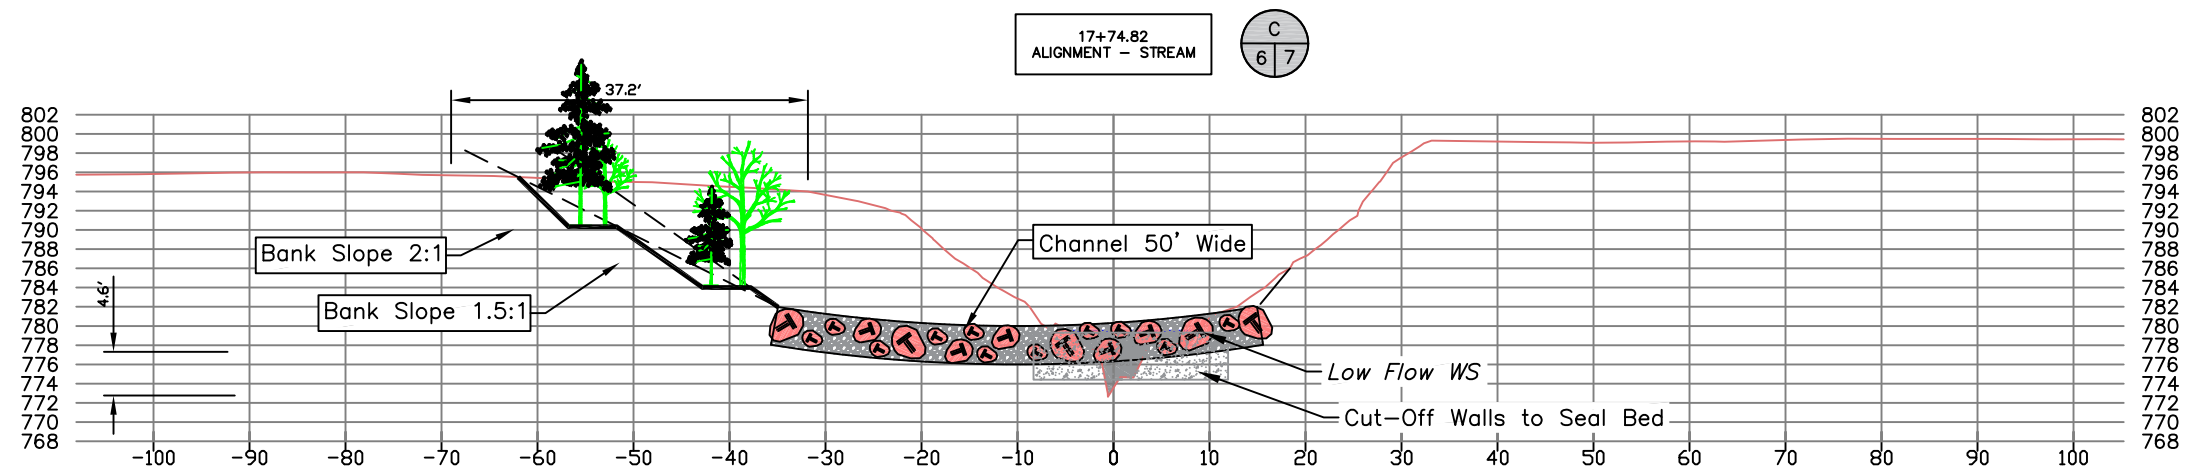 17+74.82
ALIGNMENT - STREAM
C
6 7
37.2'
802 802
800 800
798 798
796 796
794 794
792 792
790 790
788 788
786 786
784 784
782 782
780 780
778 778
776 776
774 774
772 772
770 770
768 768
Channel 50' Wide
Bank Slope 2:1
Bank Slope 1.5:1
4.6'
Low Flow WS
Cut-Off Walls to Seal Bed
-100 -90 -80 -70 -60 -50 -40 -30 -20 -10 0 10 20 30 40 50 60 70 80 90 100